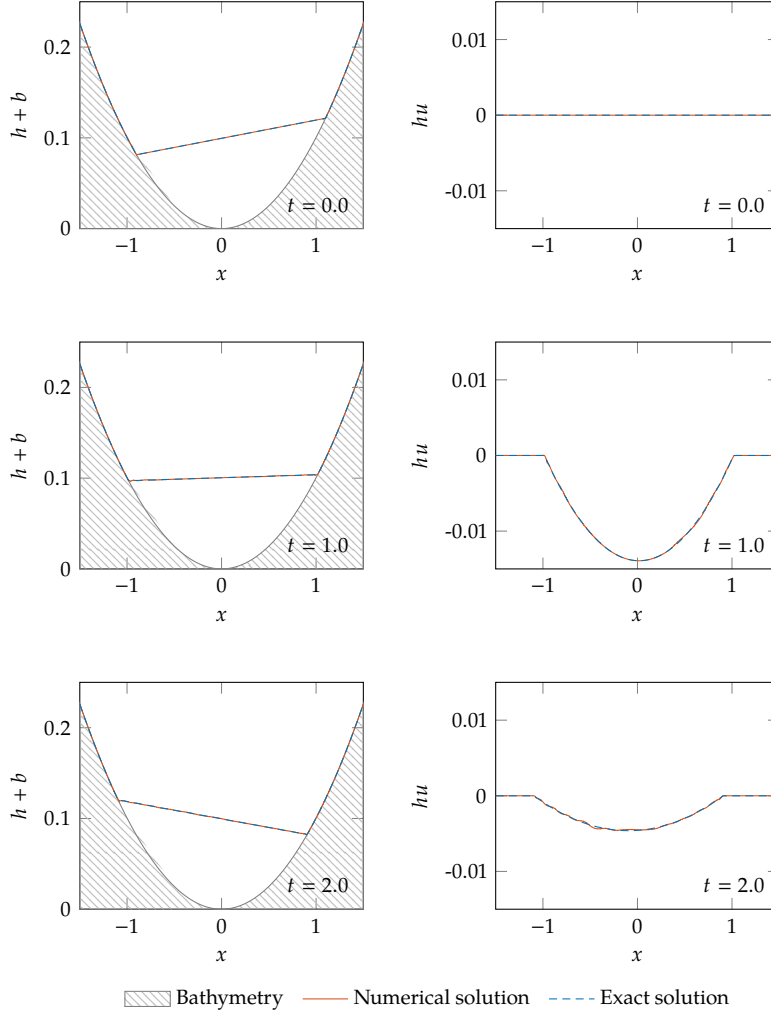 0.2
0.1
0
h + b
−1 0 1
x
t = 0.0
0.01
0
-0.01
hu
−1 0 1
x
t = 0.0
0.2
0.1
0
h + b
−1 0 1
x
t = 1.0
0.01
0
-0.01
hu
−1 0 1
x
t = 1.0
0.2
0.1
0
h + b
−1 0 1
x
t = 2.0
0.01
0
-0.01
hu
−1 0 1
x
t = 2.0
Bathymetry Numerical solution Exact solution